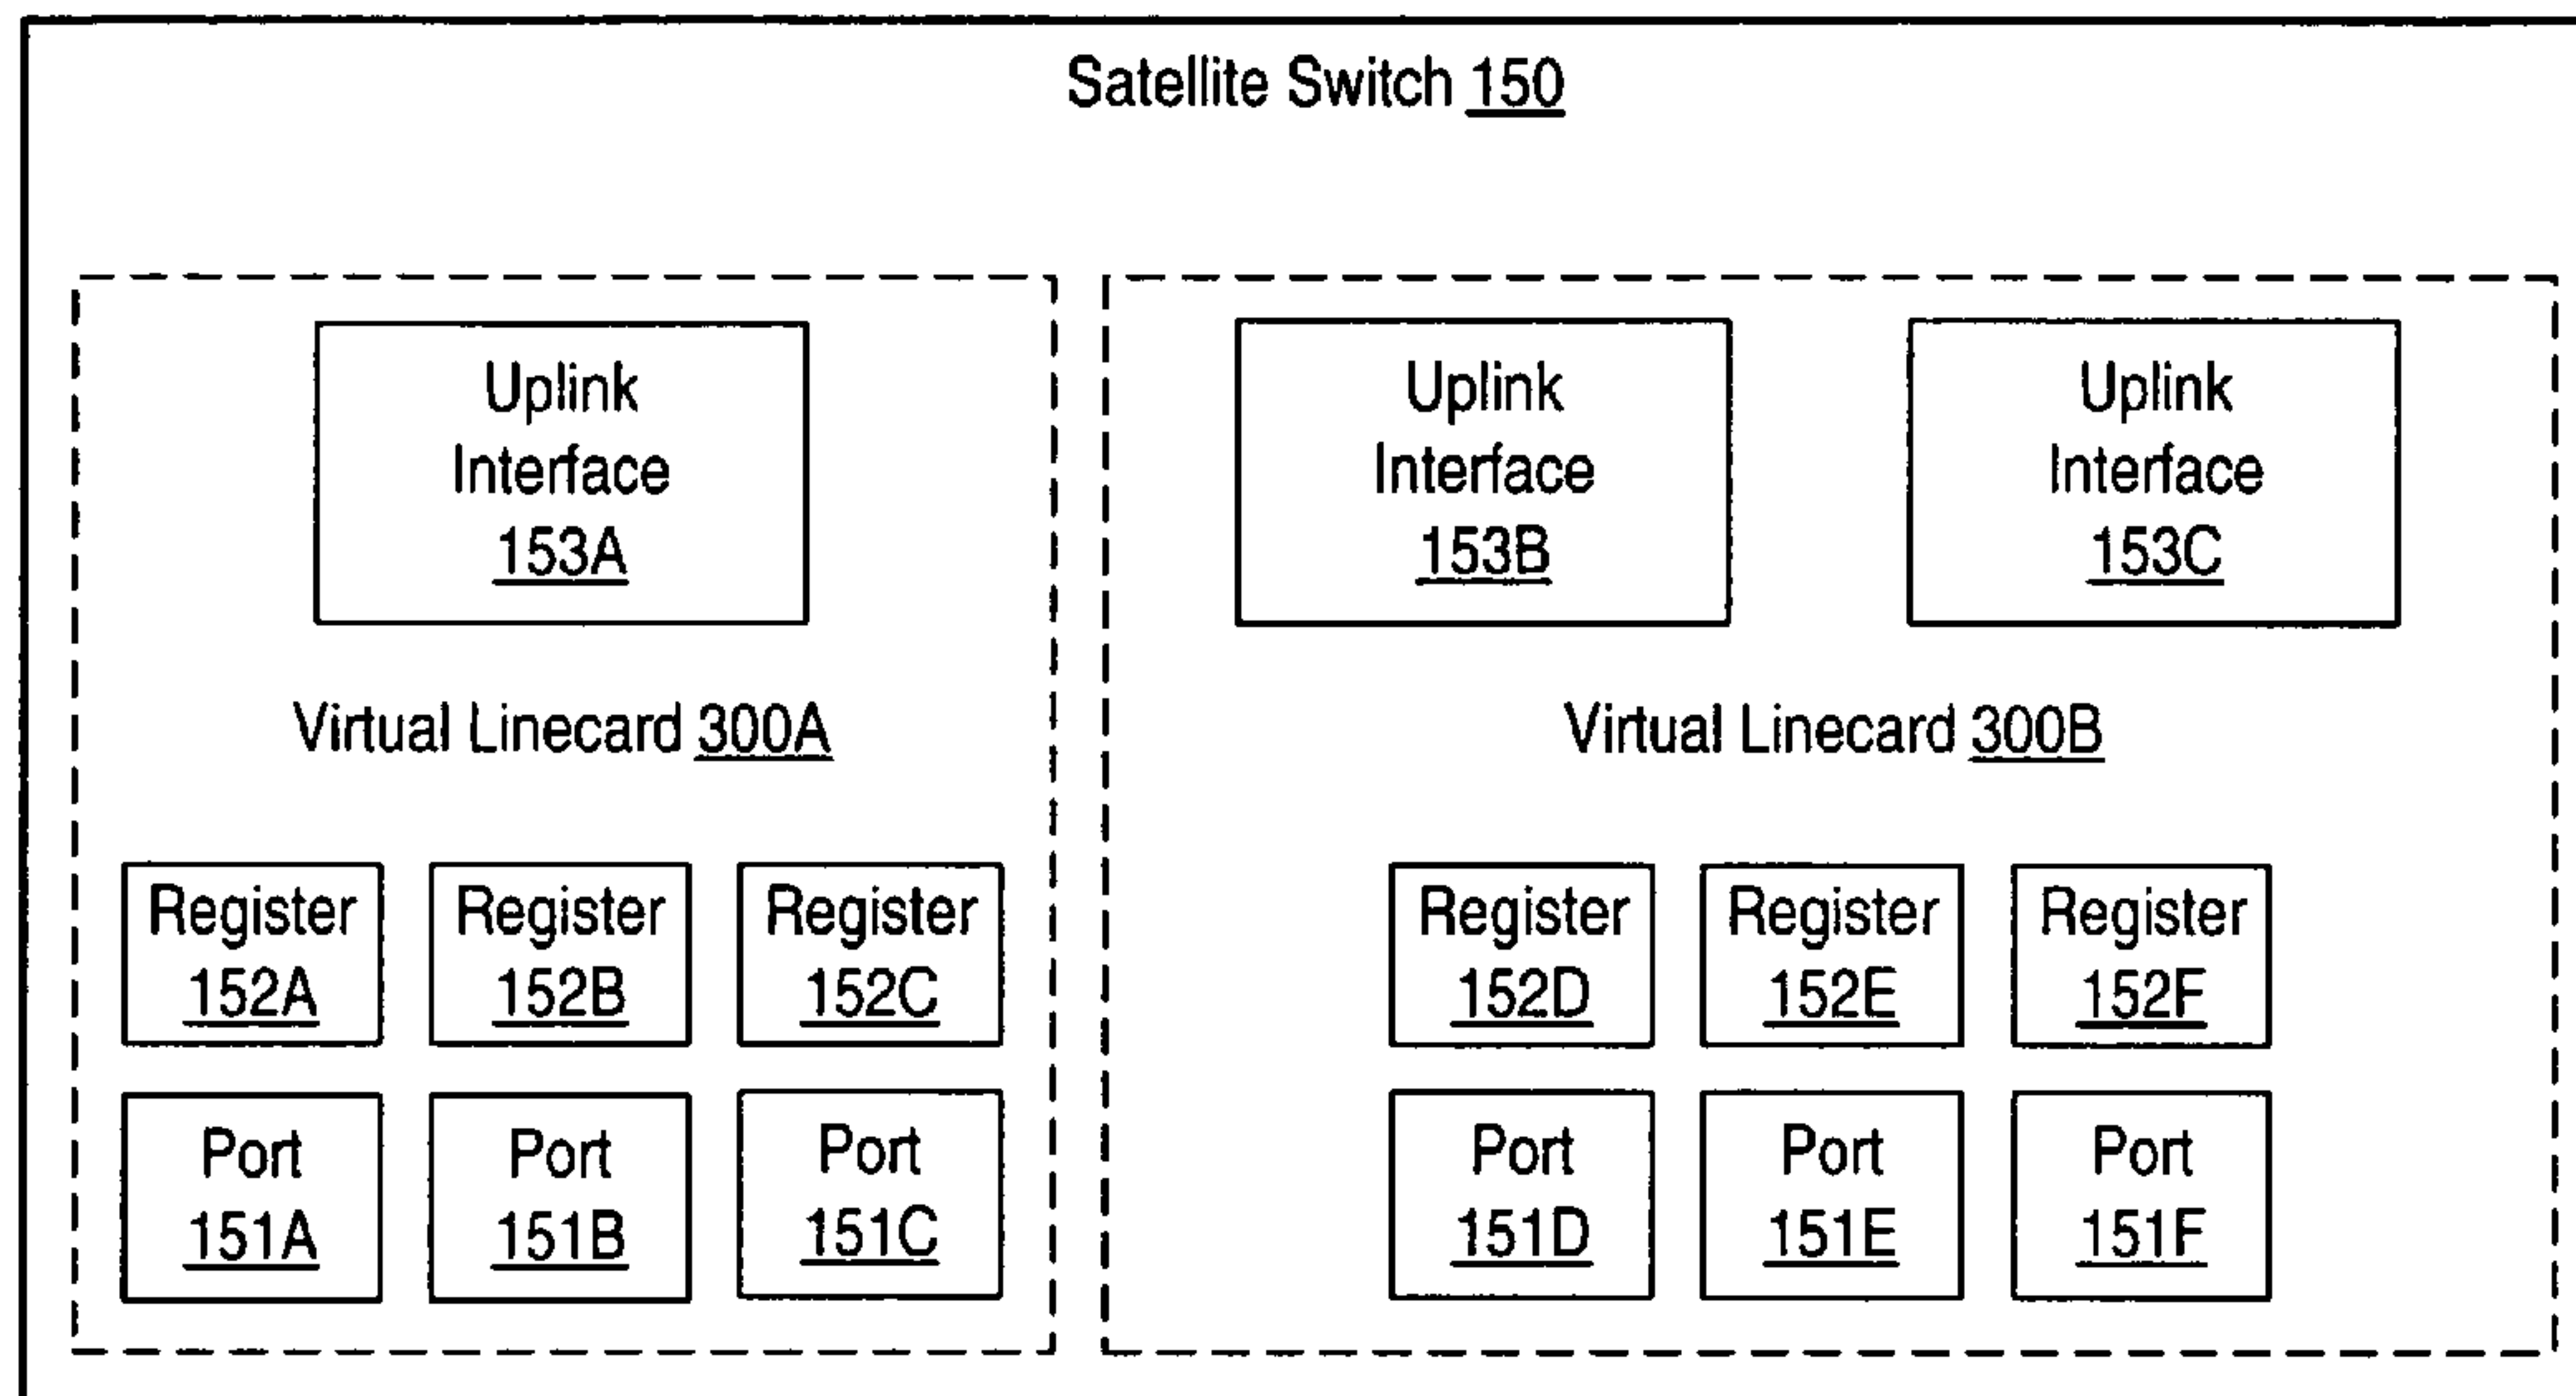 Satellite Switch 150
Uplink
Interface
153A
Uplink
Interface
153B
Uplink
Interface
153C
Virtual Linecard 300A
Virtual Linecard 300B
Register
152A
Register
152B
Register
152C
Register
152D
Register
152E
Register
152F
Port
151A
Port
151B
Port
151C
Port
151D
Port
151E
Port
151F